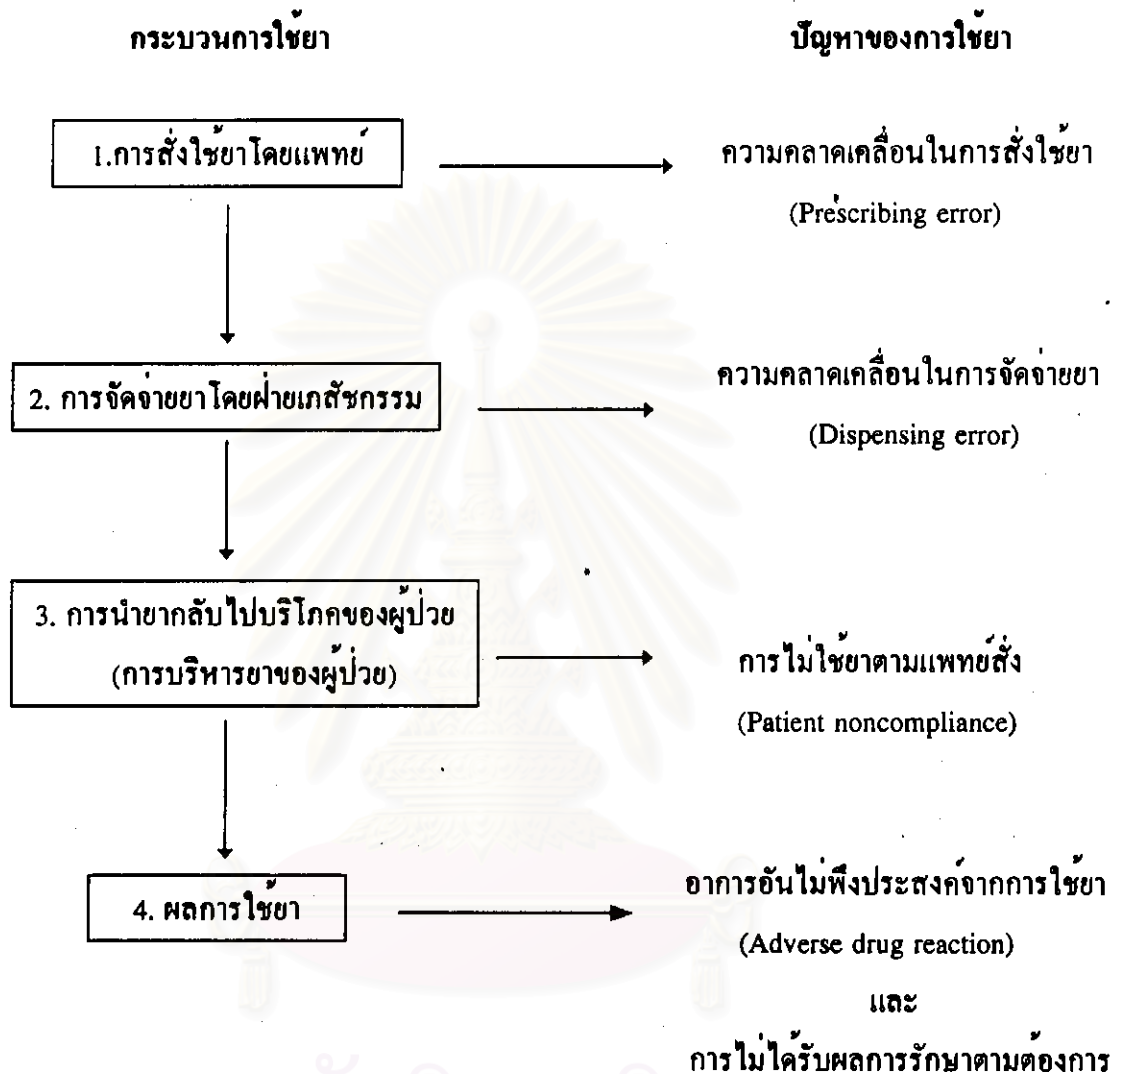 กระบวนการใช้ยา
ปัญหาของการใช้ยา
1.การสั่งใช้ยาโดยแพทย์
ความคลาดเคลื่อนในการสั่งใช้ยา
(Prescribing error)
2. การจัดจ่ายยาโดยฝ่ายเภสัชกรรม
ความคลาดเคลื่อนในการจัดจ่ายยา
(Dispensing error)
3. การนำยากลับไปบริโภคของผู้ป่วย
(การบริหารยาของผู้ป่วย)
การไม่ใช้ยาตามแพทย์สั่ง
(Patient noncompliance)
4. ผลการใช้ยา
อาการอันไม่พึงประสงค์จากการใช้ยา
(Adverse drug reaction)
และ
การไม่ได้รับผลการรักษาตามต้องการ